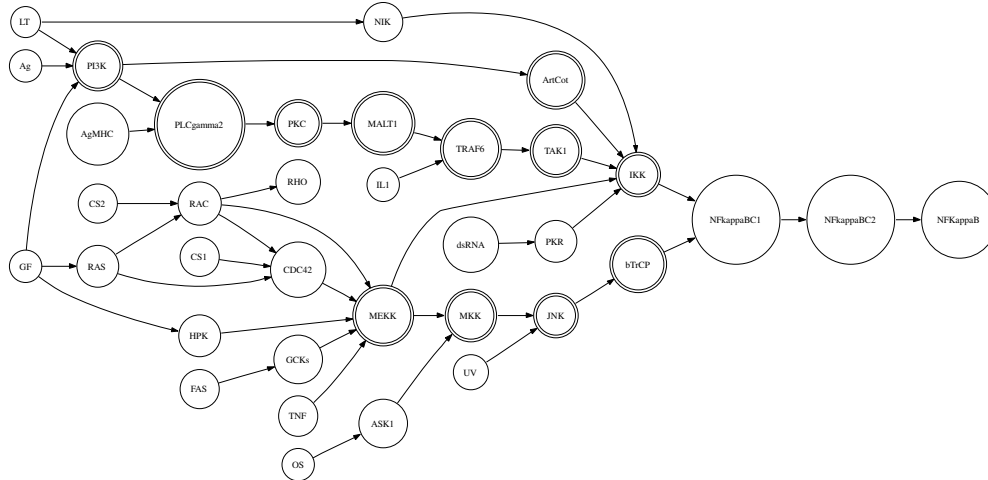 LT
NIK
Ag
PI3K
ArtCot
AgMHC
PLCgamma2
PKC
MALT1
TRAF6
TAK1
IKK
RHO
IL1
CS2
RAC
NFkappaBC1
NFkappaBC2
NFKappaB
dsRNA
PKR
CS1
GF
RAS
CDC42
bTrCP
HPK
MEKK
MKK
JNK
GCKs
UV
FAS
TNF
ASK1
OS